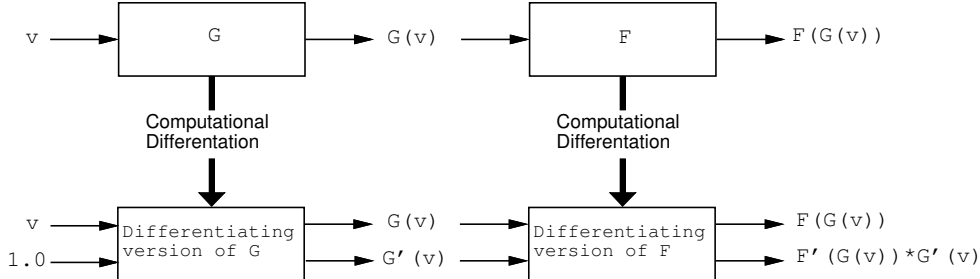 v G G(v) F F(G(v))
Computational Computational
Differentation Differentation
v Differentiating G(v) Differentiating F(G(v))
1.0 version of G G'(v) version of F F'(G(v))*G'(v)